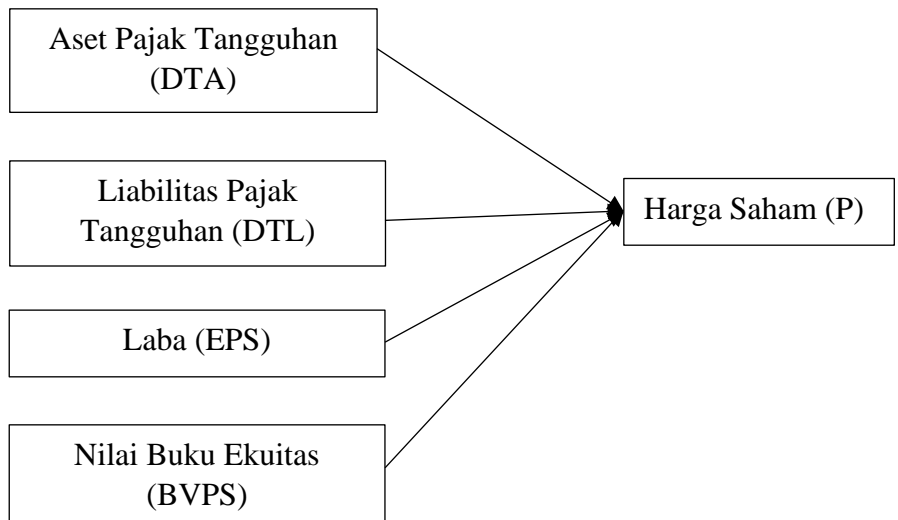 Aset Pajak Tangguhan
(DTA)
Liabilitas Pajak
Tangguhan (DTL)
Harga Saham (P)
Laba (EPS)
Nilai Buku Ekuitas
(BVPS)